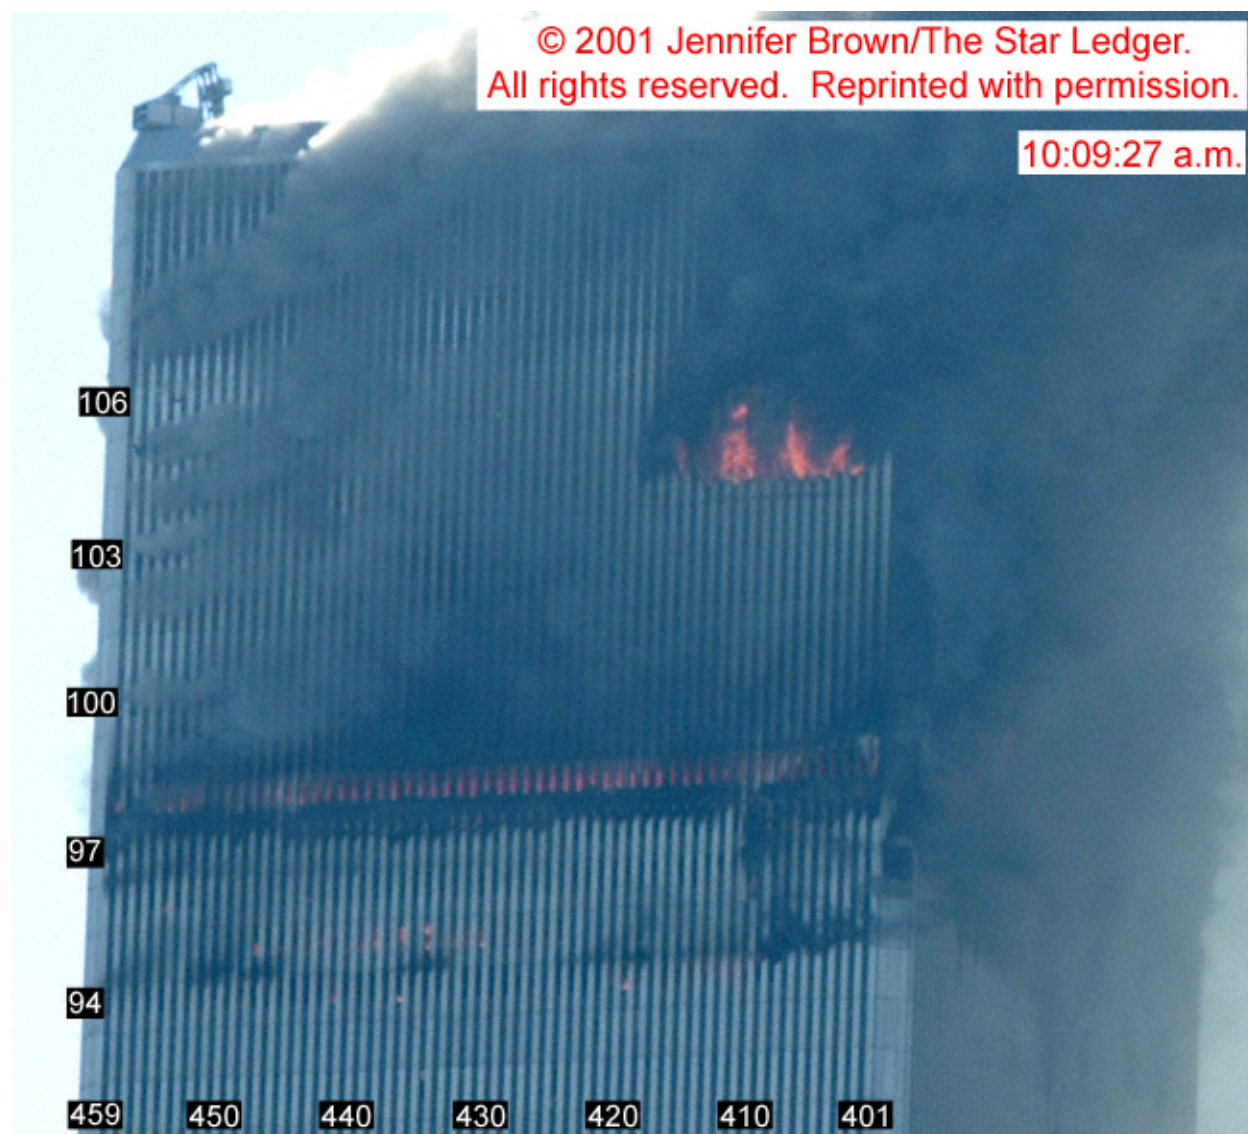 © 2001 Jennifer Brown/The Star Ledger.
All rights reserved.  Reprinted with permission.
10:09:27 a.m.
106
103
100
97
94
459 450 440 430 420 410 401